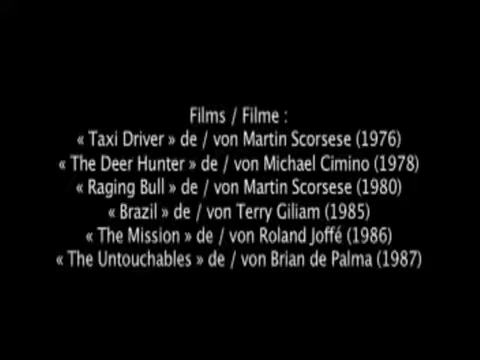 Films / Filme :
« Taxi Driver » de / von Martin Scorsese (1976)
« The Deer Hunter » de / von Michael Cimino (1978)
« Raging Bull » de / von Martin Scorsese (1980)
« Brazil » de / von Terry Giliam (1985)
« The Mission » de / von Roland Joffé (1986)
« The Untouchables » de / von Brian de Palma (1987)